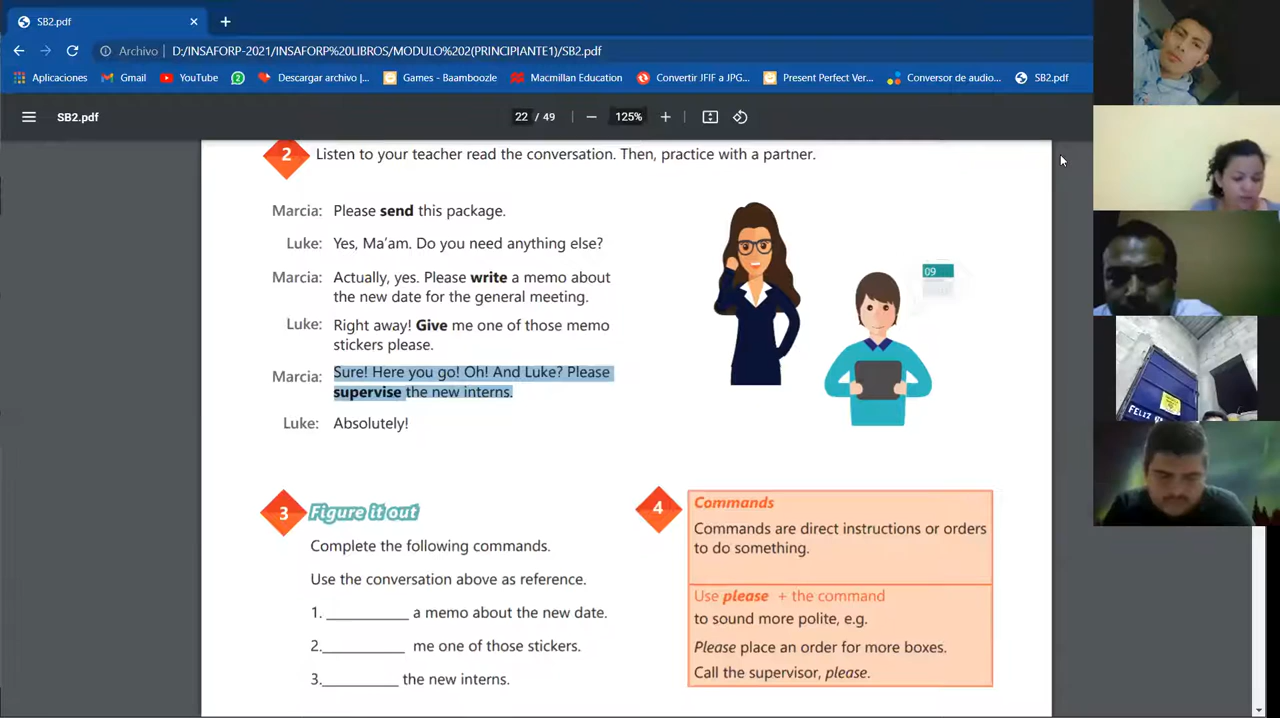 SB2.pdf
Archivo | D:/INSAFORP-2021/INSAFORP%20LIBROS/MODULO%202(PRINCIPIANTE1)/SB2.pdf
Aplicaciones Gmail YouTube Descargar archivo |... Games - Baamboozle Macmillan Education Convertir JFIF a JPG... Present Perfect Ver... Conversor de audio... SB2.pdf
SB2.pdf 22 / 49 125%
2 Listen to your teacher read the conversation. Then, practice with a partner.
Marcia: Please send this package.
Luke: Yes, Ma'am. Do you need anything else?
Marcia: Actually, yes. Please write a memo about
the new date for the general meeting.
Luke: Right away! Give me one of those memo
stickers please.
Marcia: Sure! Here you go! Oh! And Luke? Please
supervise the new interns.
Luke: Absolutely!
09
3 Figure it out
Complete the following commands.
Use the conversation above as reference.
1. __________ a memo about the new date.
2.__________ me one of those stickers.
3.__________ the new interns.
4 Commands
Commands are direct instructions or orders
to do something.
Use please + the command
to sound more polite, e.g.
Please place an order for more boxes.
Call the supervisor, please.
FELIZ